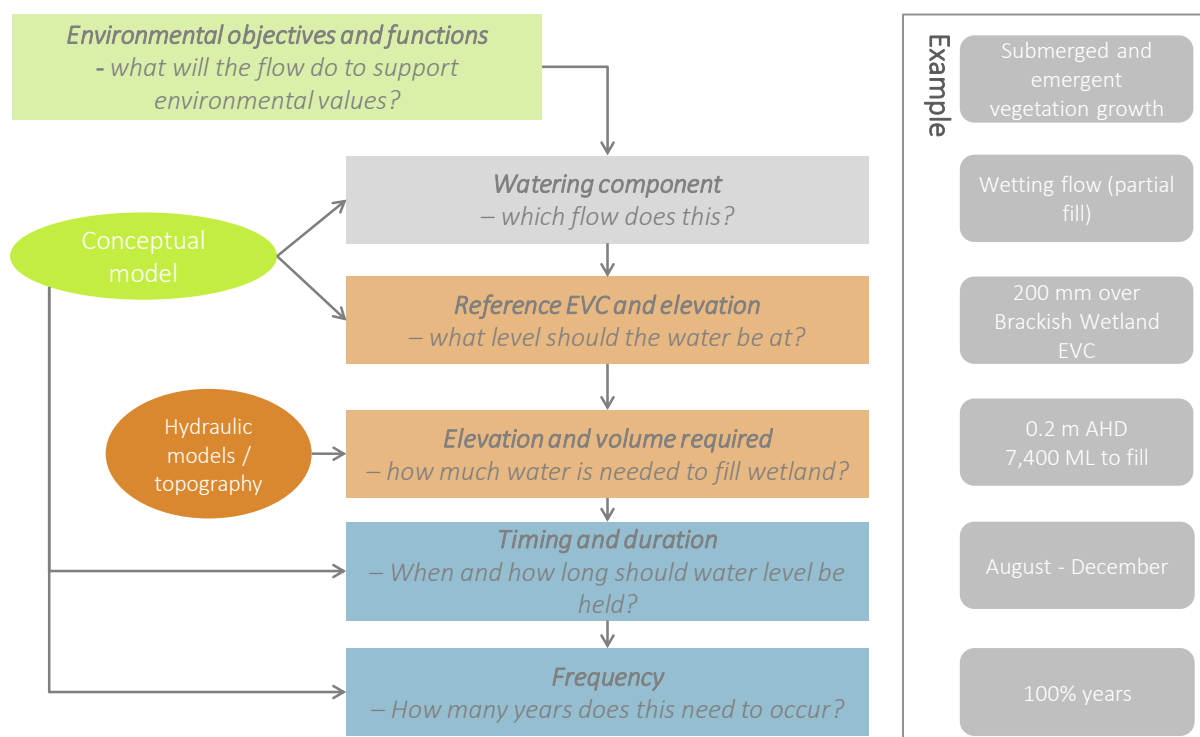 Environmental objectives and functions
- what will the flow do to support
environmental values?
Watering component
– which flow does this?
Conceptual
model
Reference EVC and elevation
– what level should the water be at?
Hydraulic
models /
topography
Elevation and volume required
– how much water is needed to fill wetland?
Timing and duration
– When and how long should water level be
held?
Frequency
– How many years does this need to occur?
Example
Submerged and
emergent
vegetation growth
Wetting flow (partial
fill)
200 mm over
Brackish Wetland
EVC
0.2 m AHD
7,400 ML to fill
August - December
100% years